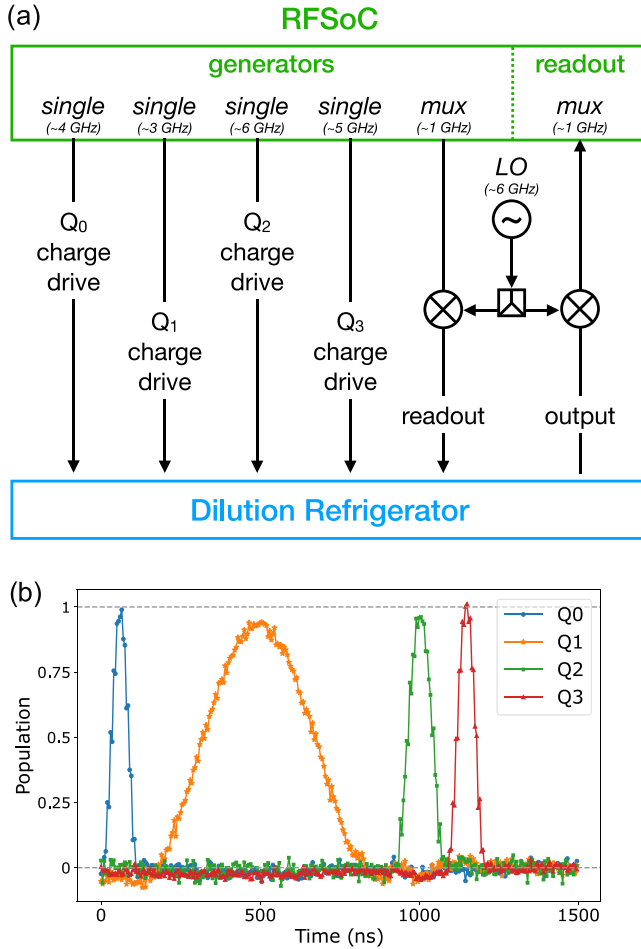 (a)
RFSoC
generators readout
single single single single mux mux
(~4 GHz) (~3 GHz) (~6 GHz) (~5 GHz) (~1 GHz) (~1 GHz)
LO
(~6 GHz)
Q0
charge
drive
Q2
charge
drive
Q1
charge
drive
Q3
charge
drive
readout output
Dilution Refrigerator
(b)
1
0.75
0.5
0.25
0
Population
Q0
Q1
Q2
Q3
0 500 1000 1500
Time (ns)